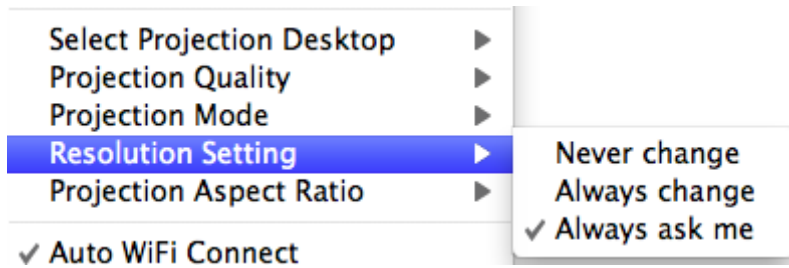 Select Projection Desktop
Projection Quality
Projection Mode
Resolution Setting
Projection Aspect Ratio
Auto WiFi Connect
Never change
Always change
Always ask me